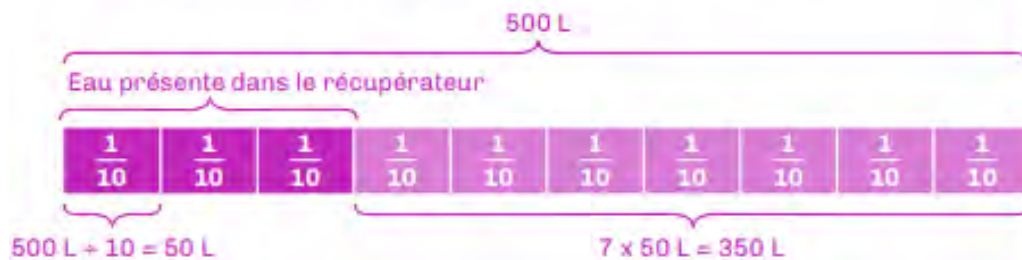 500 L
Eau présente dans le récupérateur
1/10 1/10 1/10 1/10 1/10 1/10 1/10 1/10 1/10 1/10
500 L ÷ 10 = 50 L
7 x 50 L = 350 L